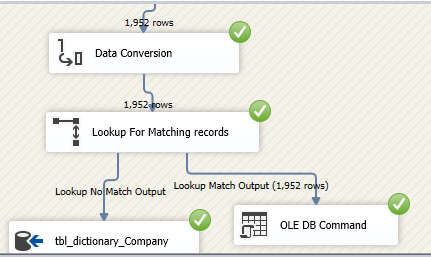 1,952 rows
Data Conversion
1,952 rows
Lookup For Matching records
Lookup No Match Output
Lookup Match Output (1,952 rows)
tbl_dictionary_Company
OLE DB Command